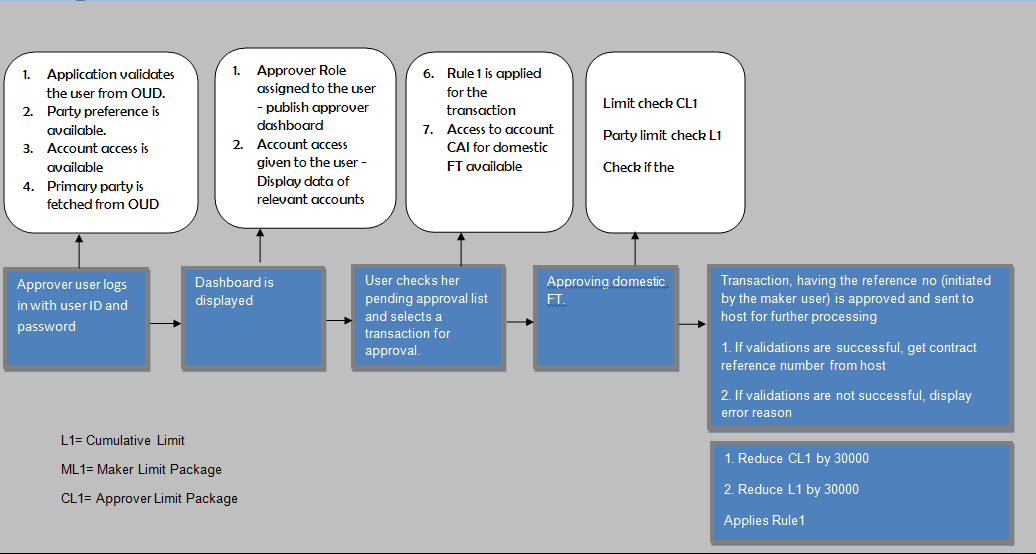 1. Application validates
the user from OUD.
2. Party preference is
available.
3. Account access is
available
4. Primary party is
fetched from OUD
1. Approver Role
assigned to the user
- publish approver
dashboard
2. Account access
given to the user -
Display data of
relevant accounts
6. Rule 1 is applied
for the
transaction
7. Access to account
CAI for domestic
FT available
Limit check CL1
Party limit check L1
Check if the
Approver user logs
in with user ID and
password
Dashboard is
displayed
User checks her
pending approval list
and selects a
transaction for
approval.
Approving domestic
FT.
Transaction, having the reference no (initiated
by the maker user) is approved and sent to
host for further processing
1. If validations are successful, get contract
reference number from host
2. If validations are not successful, display
error reason
1. Reduce CL1 by 30000
2. Reduce L1 by 30000
Applies Rule1
L1= Cumulative Limit
ML1= Maker Limit Package
CL1= Approver Limit Package